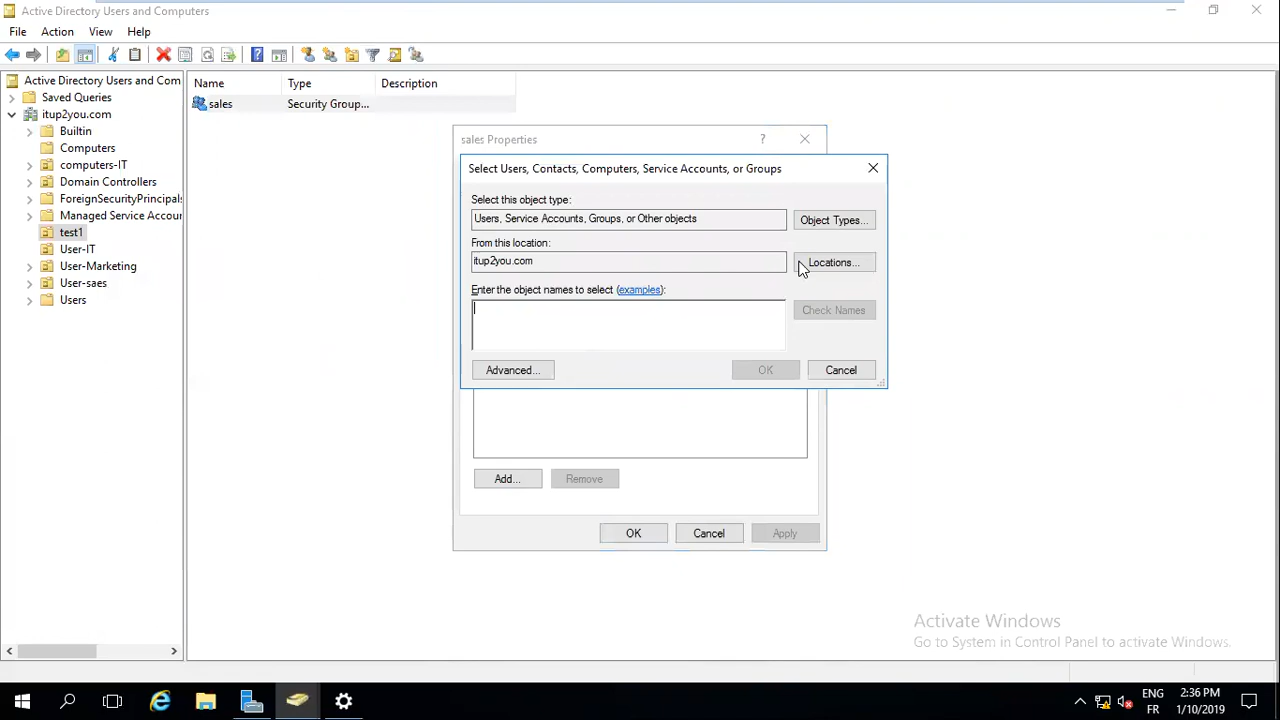 Active Directory Users and Computers
File Action View Help
Active Directory Users and Com
Saved Queries
itup2you.com
Builtin
Computers
computers-IT
Domain Controllers
ForeignSecurityPrincipals
Managed Service Accour
test1
User-IT
User-Marketing
User-saes
Users
Name Type Description
sales Security Group...
sales Properties
?
Select Users, Contacts, Computers, Service Accounts, or Groups
Select this object type:
Users, Service Accounts, Groups, or Other objects
Object Types...
From this location:
itup2you.com
Locations...
Enter the object names to select (examples):
Check Names
Advanced...
OK
Cancel
Add...
Remove
OK
Cancel
Apply
Activate Windows
Go to System in Control Panel to activate Windows.
ENG
FR
2:36 PM
1/10/2019